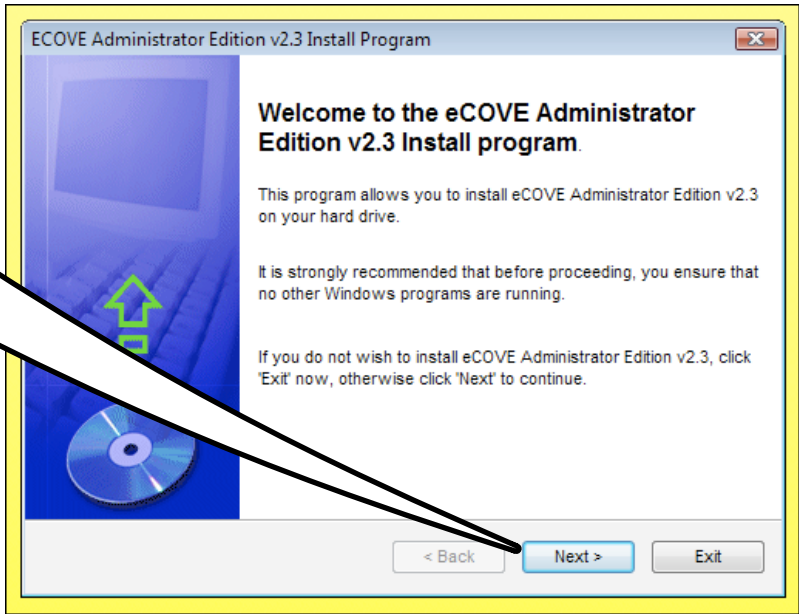 ECOVE Administrator Edition v2.3 Install Program
Welcome to the eCOVE Administrator
Edition v2.3 Install program.
This program allows you to install eCOVE Administrator Edition v2.3
on your hard drive.
It is strongly recommended that before proceeding, you ensure that
no other Windows programs are running.
If you do not wish to install eCOVE Administrator Edition v2.3, click
'Exit' now, otherwise click 'Next' to continue.
< Back Next > Exit